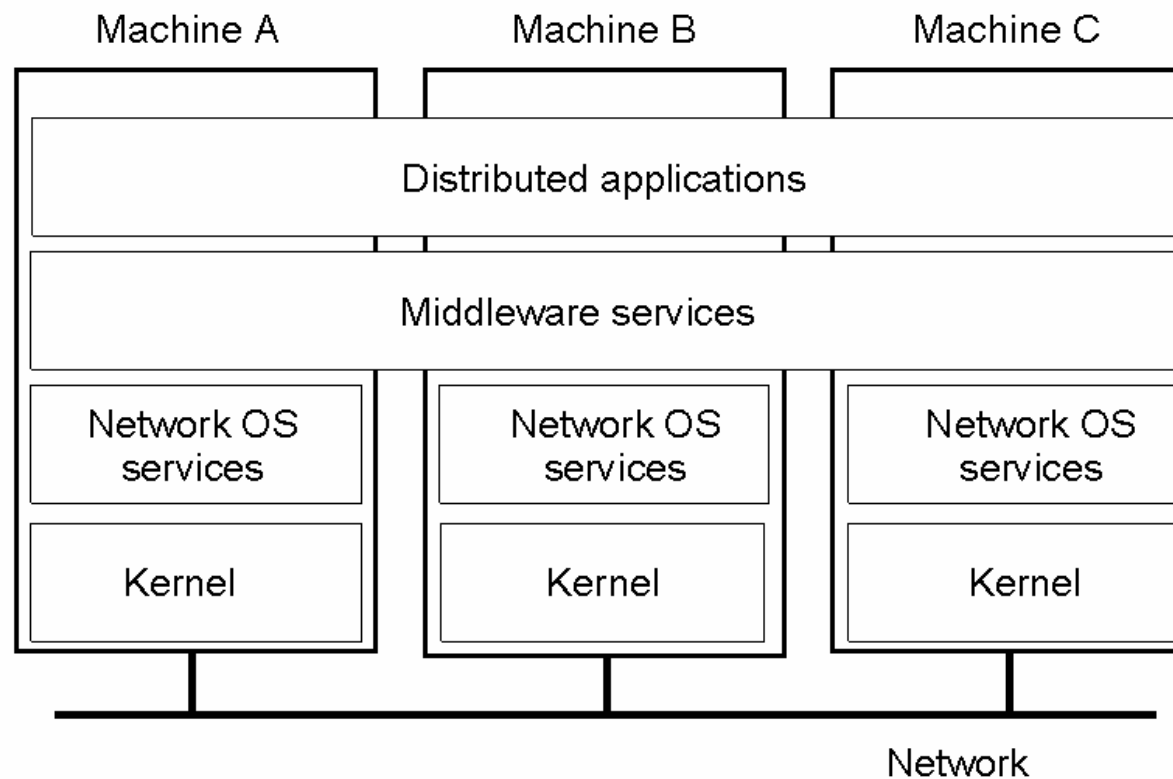 Machine A
Machine B
Machine C
Distributed applications
Middleware services
Network OS
services
Network OS
services
Network OS
services
Kernel
Kernel
Kernel
Network